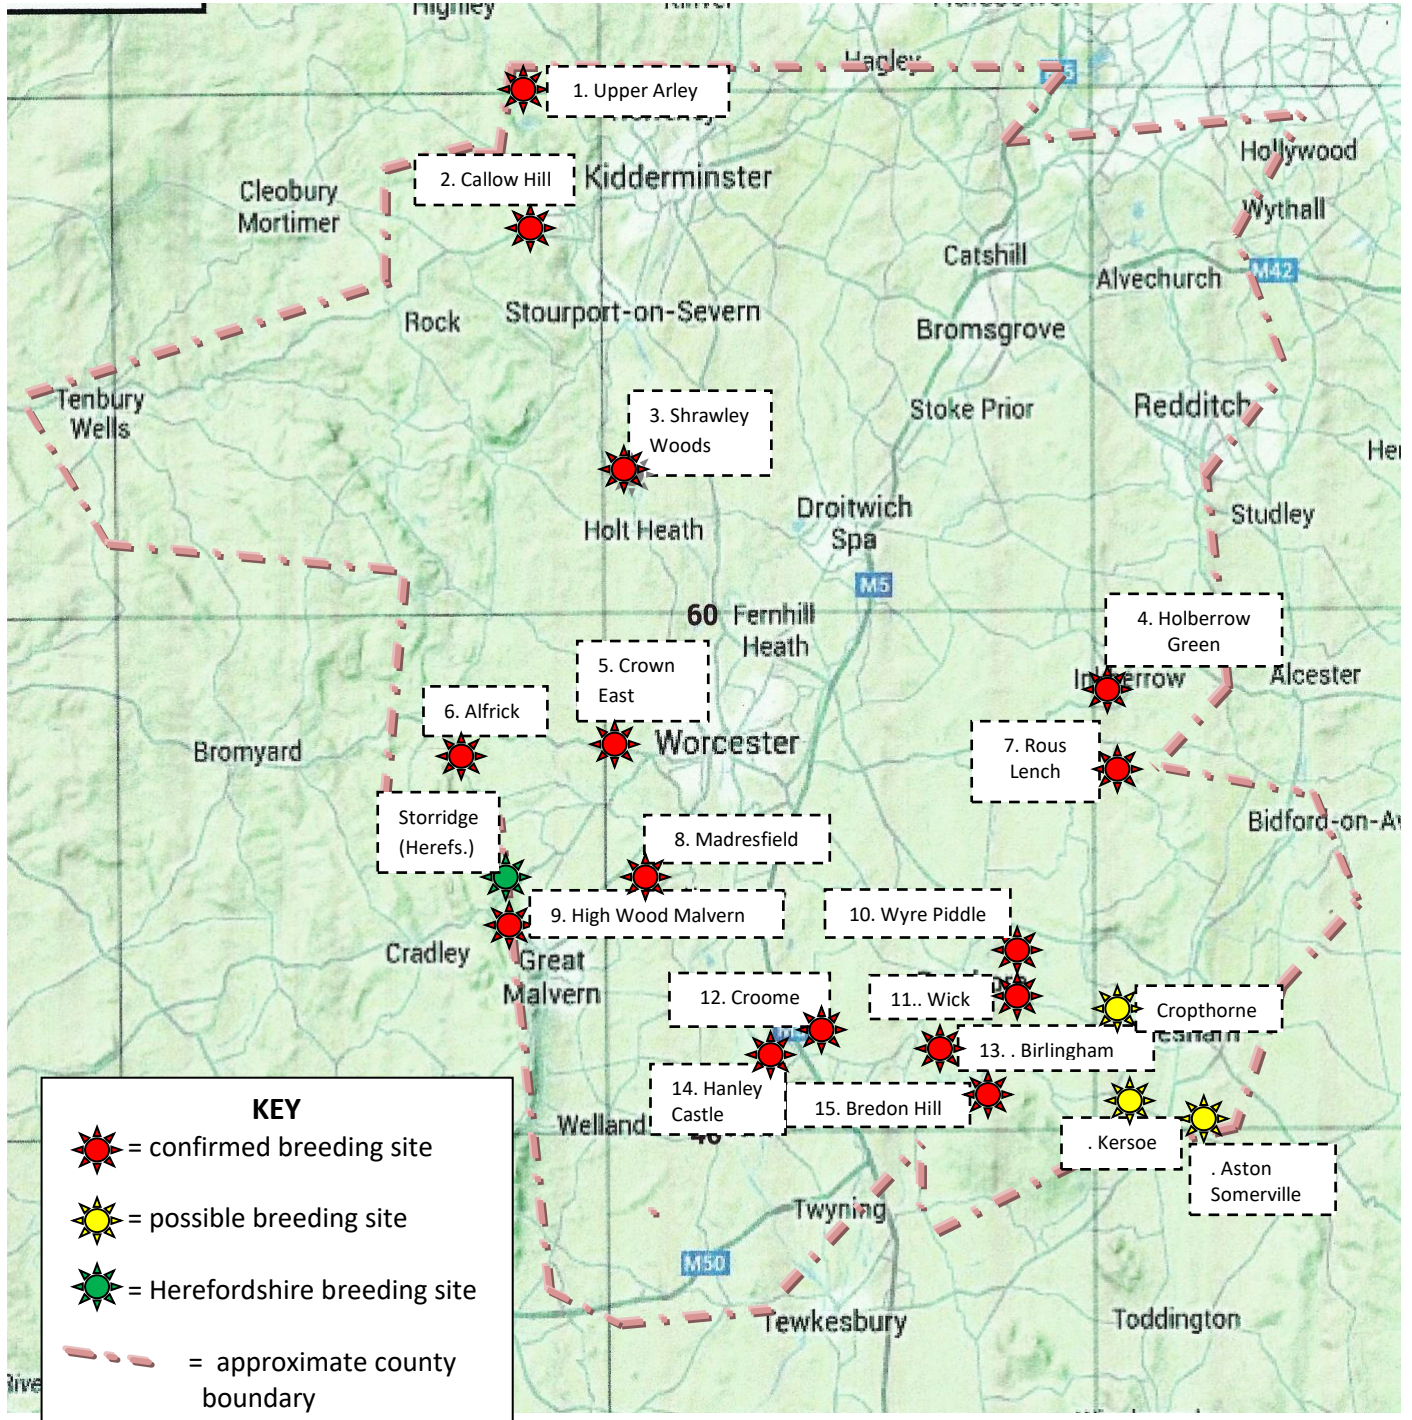 Highley
Hagley
1. Upper Arley
Hollywood
2. Callow Hill
Kidderminster
Cleobury
Mortimer
Wythall
Catshill
M42
Alvechurch
Rock
Stourport-on-Severn
Bromsgrove
Tenbury
Wells
3. Shrawley
Woods
Stoke Prior
Redditch
Holt Heath
Droitwich
Spa
Studley
M5
60
Fernhill
Heath
4. Holberrow
Green
5. Crown
East
Alcester
6. Alfrick
Bromyard
Worcester
7. Rous
Lench
Storridge
(Herefs.)
8. Madresfield
Bidford-on-Av
9. High Wood Malvern
10. Wyre Piddle
Cradley
Great
Malvern
12. Croome
11.. Wick
Cropthorne
esham
13. . Birlingham
14. Hanley
Castle
15. Bredon Hill
Welland
. Kersoe
. Aston
Somerville
Twyning
M50
Tewkesbury
Toddington
KEY
= confirmed breeding site
= possible breeding site
= Herefordshire breeding site
= approximate county
boundary